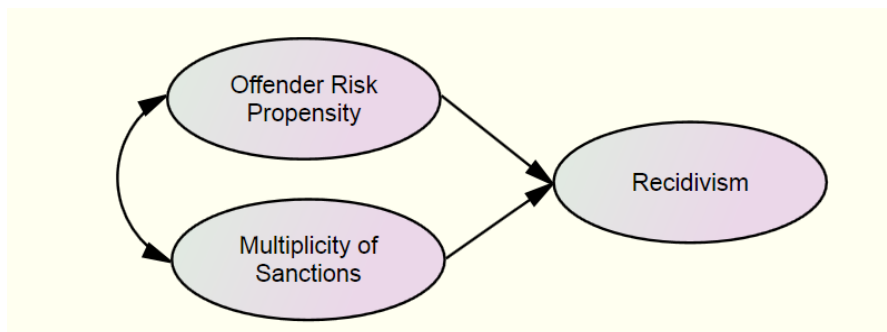 Offender Risk
Propensity
Recidivism
Multiplicity of
Sanctions